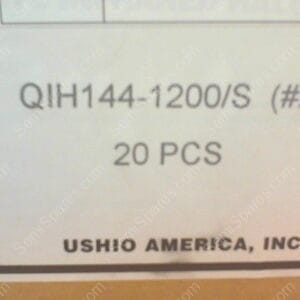 QIH144-1200/S (#
20 PCS
USHIO AMERICA, INC